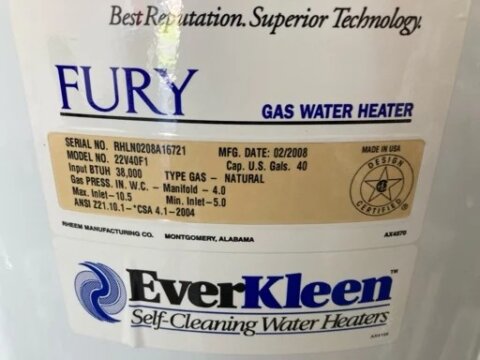 Best Reputation. Superior Technology.
FURY
GAS WATER HEATER
SERIAL NO. RHLN0208A16721 MFG. DATE: 02/2008
MODEL NO. 22V40F1 Cap. U.S. Gals. 40
Input BTUH 38,000 TYPE GAS - NATURAL
Gas PRESS. IN. W.C. - Manifold - 4.0
Max. Inlet-10.5 Min. Inlet-5.0
ANSI Z21.10.1-*CSA 4.1-2004
MADE IN USA
DESIGN
CERTIFIED
RHEEM MANUFACTURING CO. MONTGOMERY, ALABAMA
EverKleen™
Self-Cleaning Water Heaters